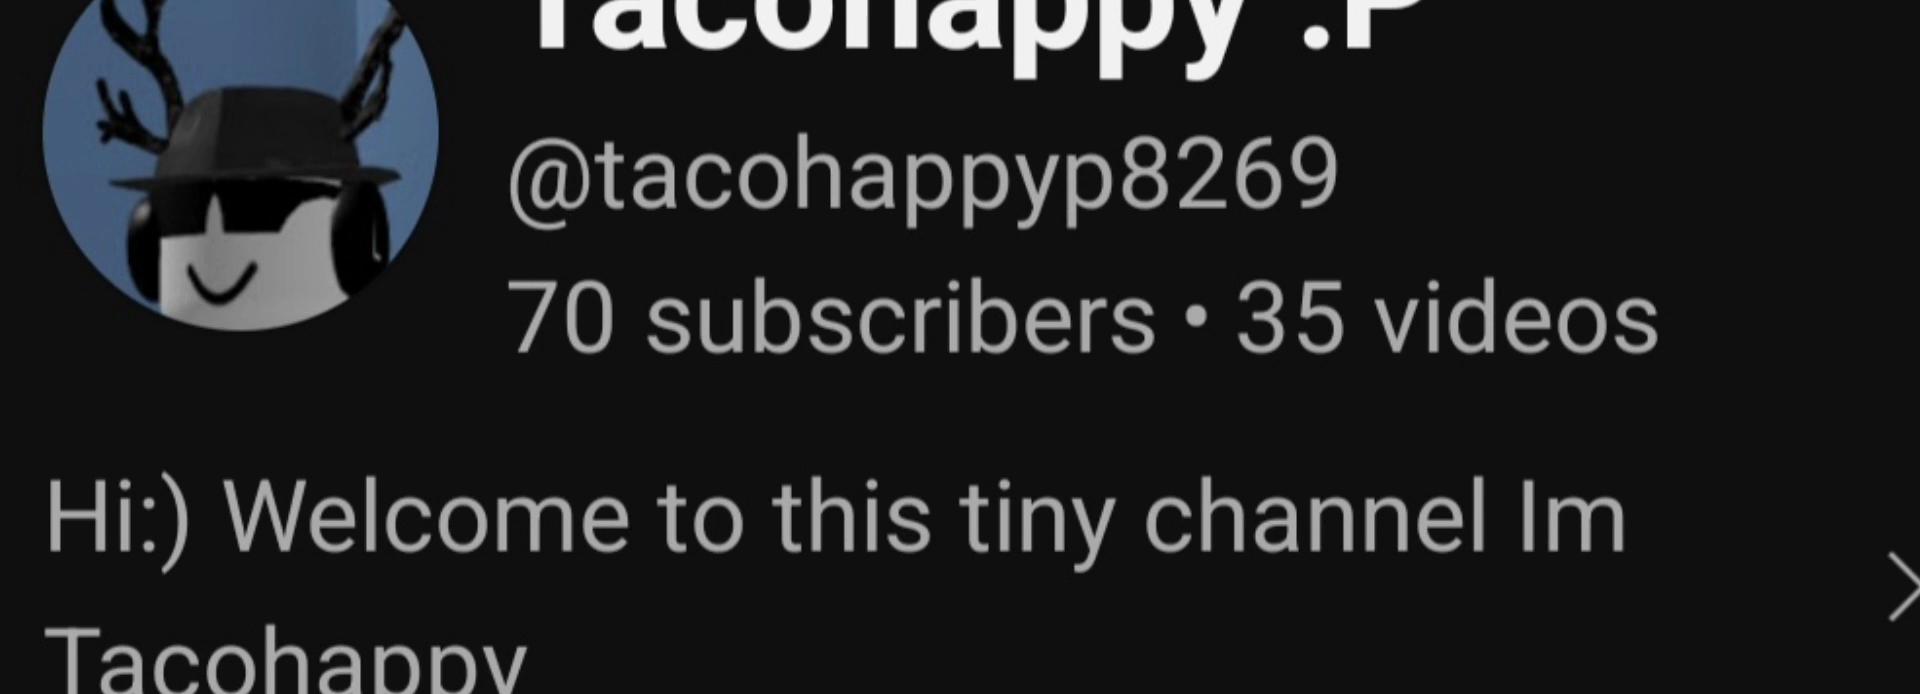 Tacohappy :P
@tacohappyp8269
70 subscribers • 35 videos
Hi:) Welcome to this tiny channel Im
Tacohappy